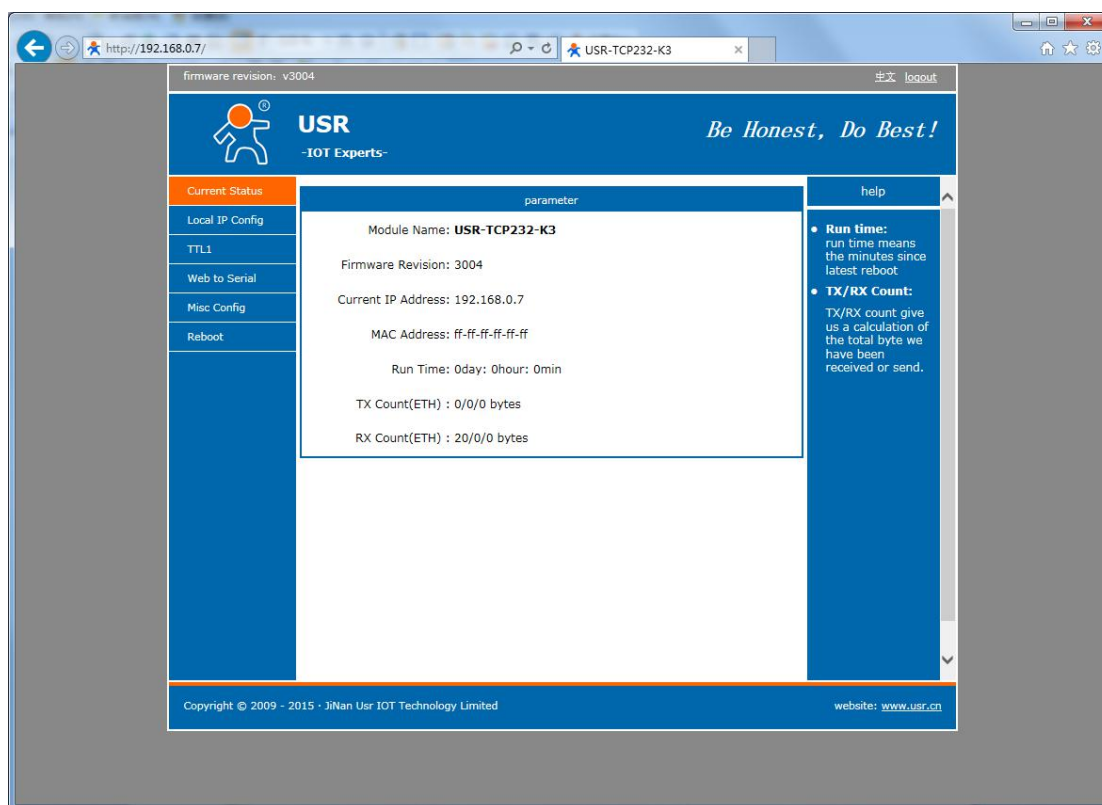 http://192.168.0.7/
USR-TCP232-K3
firmware revision: v3004
中文 logout
®
USR
-IOT Experts-
Be Honest, Do Best!
Current Status
Local IP Config
TTL1
Web to Serial
Misc Config
Reboot
parameter
Module Name: USR-TCP232-K3
Firmware Revision: 3004
Current IP Address: 192.168.0.7
MAC Address: ff-ff-ff-ff-ff-ff
Run Time: 0day: 0hour: 0min
TX Count(ETH) : 0/0/0 bytes
RX Count(ETH) : 20/0/0 bytes
help
• Run time:
run time means
the minutes since
latest reboot
• TX/RX Count:
TX/RX count give
us a calculation of
the total byte we
have been
received or send.
Copyright © 2009 - 2015 · JiNan Usr IOT Technology Limited
website: www.usr.cn